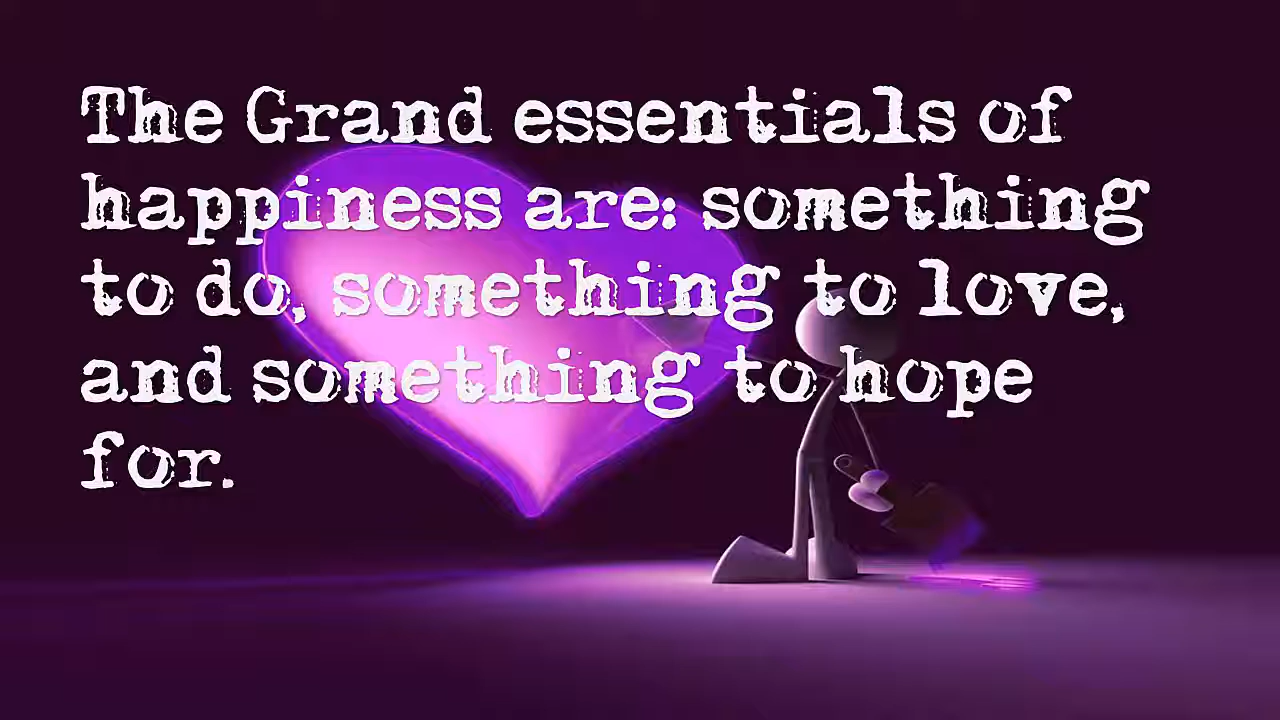 The Grand essentials of
happiness are: something
to do, something to love,
and something to hope
for.